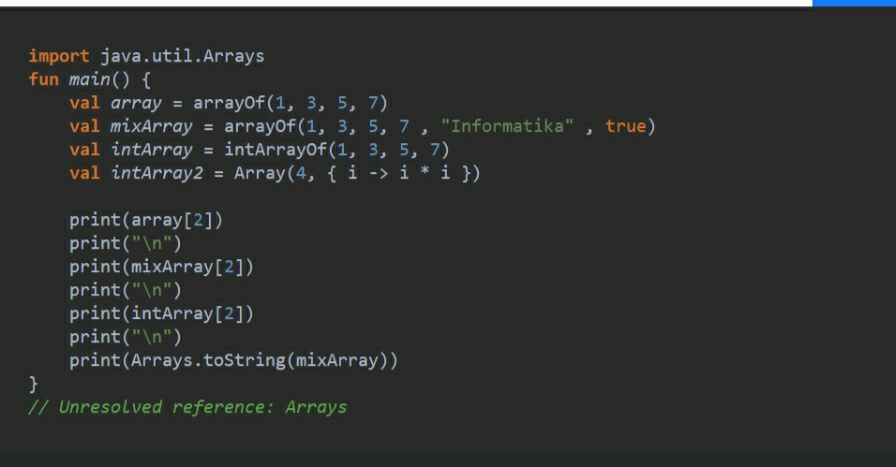 import java.util.Arrays
fun main() {
    val array = arrayOf(1, 3, 5, 7)
    val mixArray = arrayOf(1, 3, 5, 7 , "Informatika" , true)
    val intArray = intArrayOf(1, 3, 5, 7)
    val intArray2 = Array(4, { i -> i * i })

    print(array[2])
    print("\n")
    print(mixArray[2])
    print("\n")
    print(intArray[2])
    print("\n")
    print(Arrays.toString(mixArray))
}
// Unresolved reference: Arrays